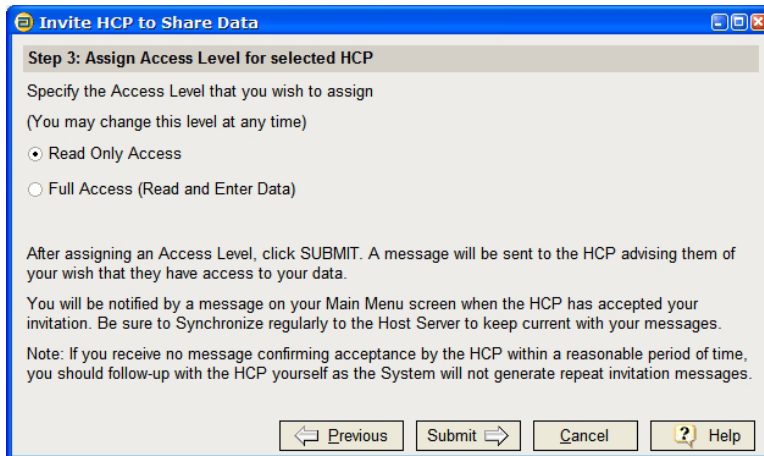 Invite HCP to Share Data
Step 3: Assign Access Level for selected HCP
Specify the Access Level that you wish to assign
(You may change this level at any time)
Read Only Access
Full Access (Read and Enter Data)
After assigning an Access Level, click SUBMIT. A message will be sent to the HCP advising them of
your wish that they have access to your data.
You will be notified by a message on your Main Menu screen when the HCP has accepted your
invitation. Be sure to Synchronize regularly to the Host Server to keep current with your messages.
Note: If you receive no message confirming acceptance by the HCP within a reasonable period of time,
you should follow-up with the HCP yourself as the System will not generate repeat invitation messages.
Previous Submit Cancel Help